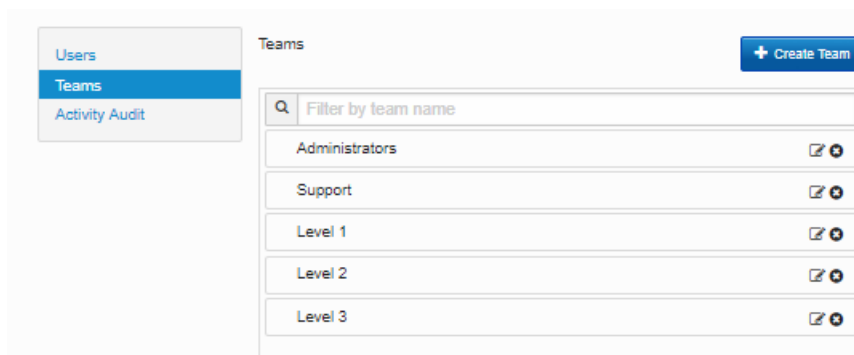 Users
Teams
Activity Audit
Teams
Create Team
Filter by team name
Administrators
Support
Level 1
Level 2
Level 3